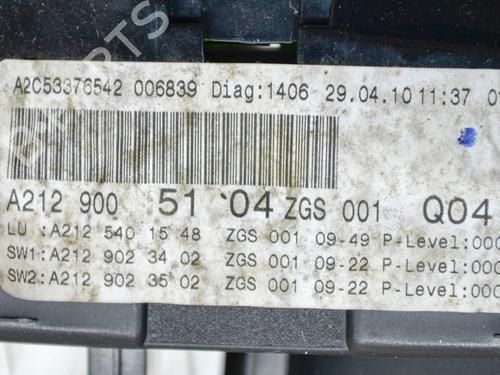 A2C53376542 006839 Diag:1406 29.04.10 11:37
A212 900 51 04 ZGS 001 Q04
LU :A212 540 15 48 ZGS 001 09-49 P-Level:000
SW1:A212 902 34 02 ZGS 001 09-22 P-Level:000
SW2:A212 902 35 02 ZGS 001 09-22 P-Level:000
PARTS